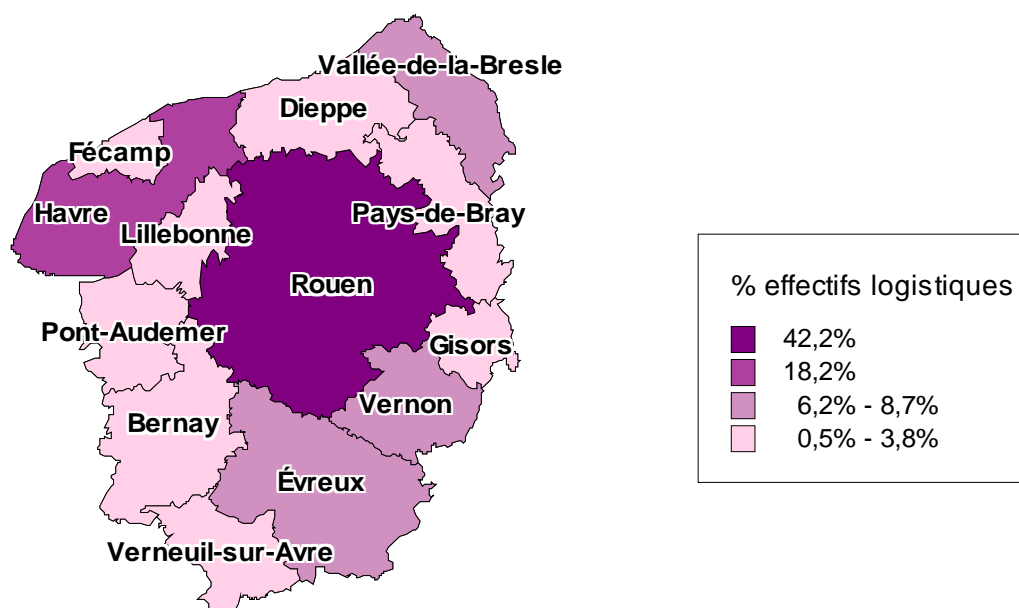 Vallée-de-la-Bresle
Dieppe
Fécamp
Havre
Pays-de-Bray
Lillebonne
Rouen
Pont-Audemer
Gisors
Vernon
Bernay
Évreux
Verneuil-sur-Avre
% effectifs logistiques
42,2%
18,2%
6,2% - 8,7%
0,5% - 3,8%